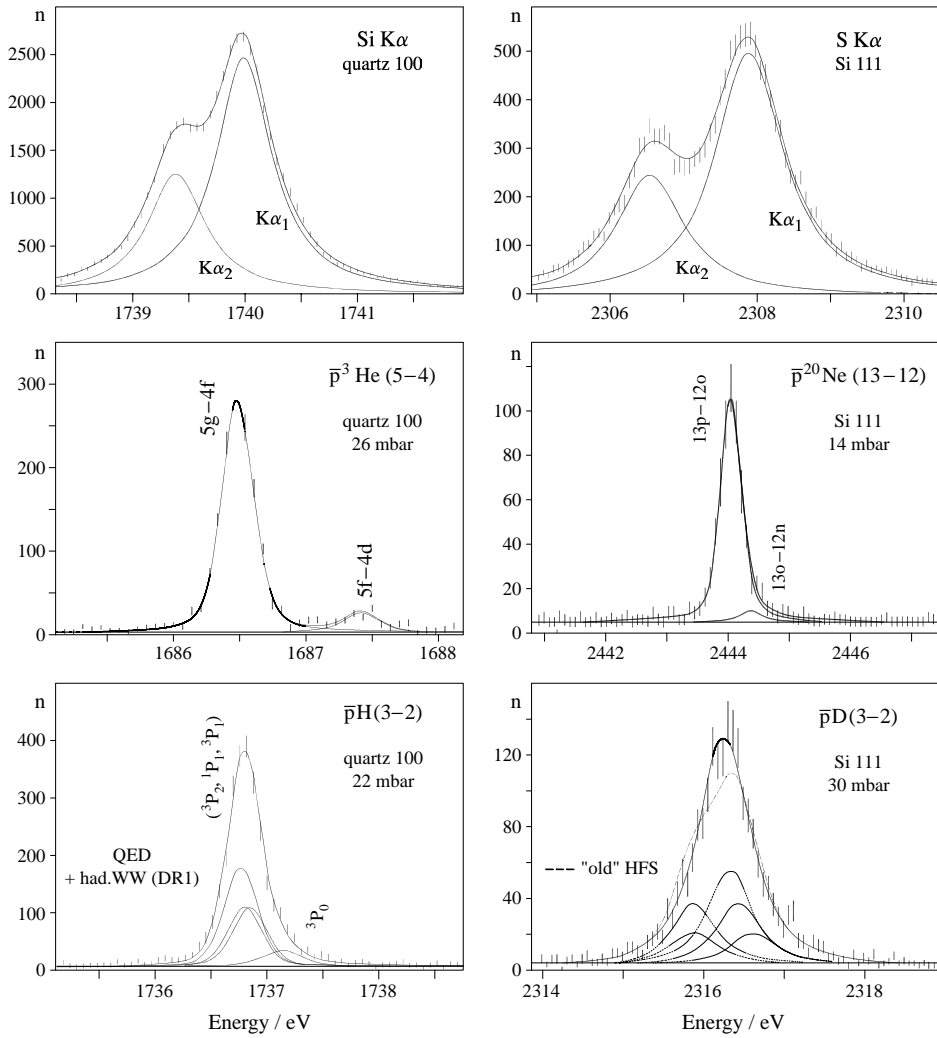 n
Si Kα
quartz 100
2500
2000
1500
1000
500
0
Kα₁
Kα₂
1739
1740
1741
n
S Kα
Si 111
500
400
300
200
100
0
Kα₁
Kα₂
2306
2308
2310
n
p̅³He (5−4)
quartz 100
26 mbar
300
200
100
0
5g−4f
5f−4d
1686
1687
1688
n
p̅²⁰Ne (13−12)
Si 111
14 mbar
100
80
60
40
20
0
13p−12o
13o−12n
2442
2444
2446
n
p̅H(3−2)
quartz 100
22 mbar
400
300
200
100
0
(³P₂, ¹P₁, ³P₁)
QED
+ had.WW (DR1)
³P₀
1736
1737
1738
Energy / eV
n
p̅D(3−2)
Si 111
30 mbar
120
80
40
0
"old" HFS
2314
2316
2318
Energy / eV